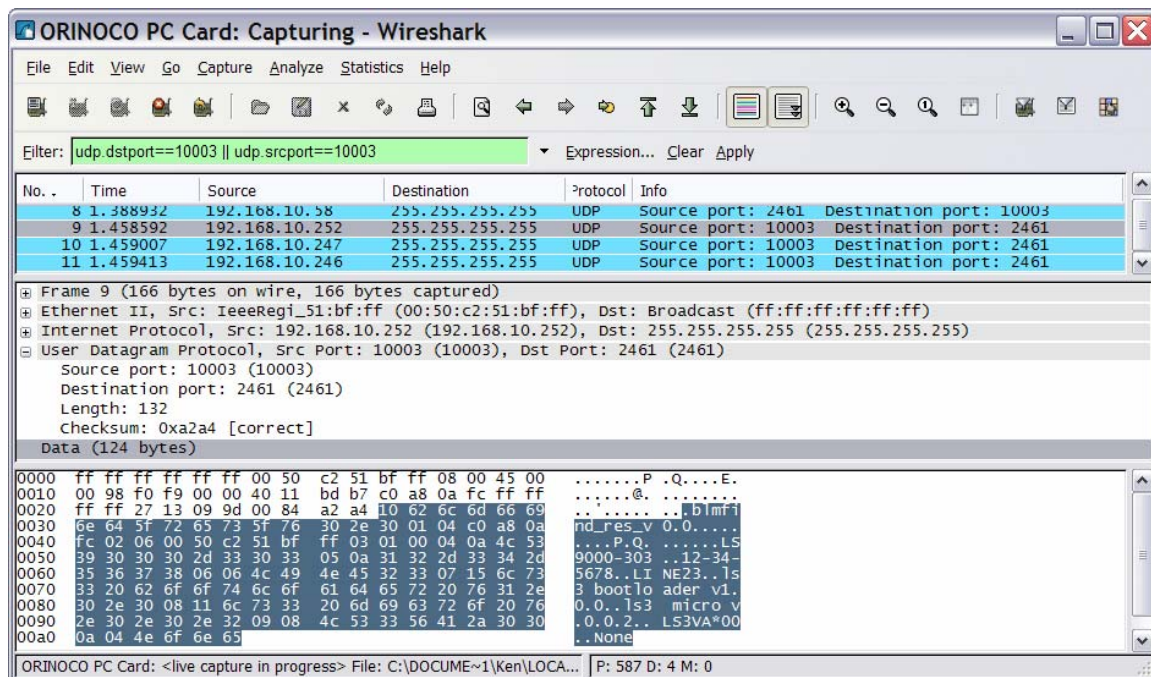 ORINOCO PC Card: Capturing - Wireshark
File Edit View Go Capture Analyze Statistics Help
Filter: udp.dstport==10003 || udp.srcport==10003 Expression... Clear Apply
No. . Time Source Destination Protocol Info
8 1.388932 192.168.10.58 255.255.255.255 UDP Source port: 2461 Destination port: 10003
9 1.458592 192.168.10.252 255.255.255.255 UDP Source port: 10003 Destination port: 2461
10 1.459007 192.168.10.247 255.255.255.255 UDP Source port: 10003 Destination port: 2461
11 1.459413 192.168.10.246 255.255.255.255 UDP Source port: 10003 Destination port: 2461
Frame 9 (166 bytes on wire, 166 bytes captured)
Ethernet II, Src: IeeeRegi_51:bf:ff (00:50:c2:51:bf:ff), Dst: Broadcast (ff:ff:ff:ff:ff:ff)
Internet Protocol, Src: 192.168.10.252 (192.168.10.252), Dst: 255.255.255.255 (255.255.255.255)
User Datagram Protocol, Src Port: 10003 (10003), Dst Port: 2461 (2461)
Source port: 10003 (10003)
Destination port: 2461 (2461)
Length: 132
Checksum: 0xa2a4 [correct]
Data (124 bytes)
0000 ff ff ff ff ff ff 00 50 c2 51 bf ff 08 00 45 00 .......P .Q....E.
0010 00 98 f0 f9 00 00 40 11 bd b7 c0 a8 0a fc ff ff ......@. ........
0020 ff ff 27 13 09 9d 00 84 a2 a4 10 62 6c 6d 66 69 ..'..... ...blmfi
0030 6e 64 5f 72 65 73 5f 76 30 2e 30 01 04 c0 a8 0a nd_res_v 0.0.....
0040 fc 02 06 00 50 c2 51 bf ff 03 01 00 04 0a 4c 53 ....P.Q. ......LS
0050 39 30 30 30 2d 33 30 33 05 0a 31 32 2d 33 34 2d 9000-303 ..12-34-
0060 35 36 37 38 06 06 4c 49 4e 45 32 33 07 15 6c 73 5678..LI NE23..ls
0070 33 20 62 6f 6f 74 6c 6f 61 64 65 72 20 76 31 2e 3 bootlo ader v1.
0080 30 2e 30 08 11 6c 73 33 20 6d 69 63 72 6f 20 76 0.0..ls3 micro v
0090 2e 30 2e 30 2e 32 09 08 4c 53 33 56 41 2a 30 30 .0.0.2.. LS3VA*00
00a0 0a 04 4e 6f 6e 65 ..None
ORINOCO PC Card: <live capture in progress> File: C:\DOCUME~1\Ken\LOCA... P: 587 D: 4 M: 0